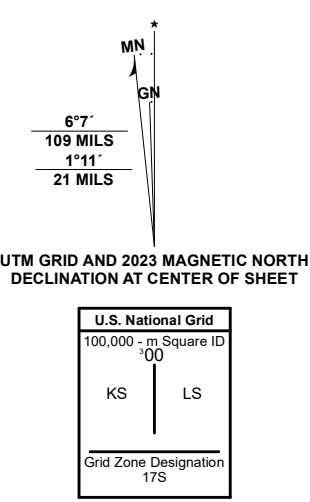 MN
GN
6°7´
109 MILS
1°11´
21 MILS
UTM GRID AND 2023 MAGNETIC NORTH
DECLINATION AT CENTER OF SHEET
U.S. National Grid
100,000 - m Square ID
³00
KS LS
Grid Zone Designation
17S